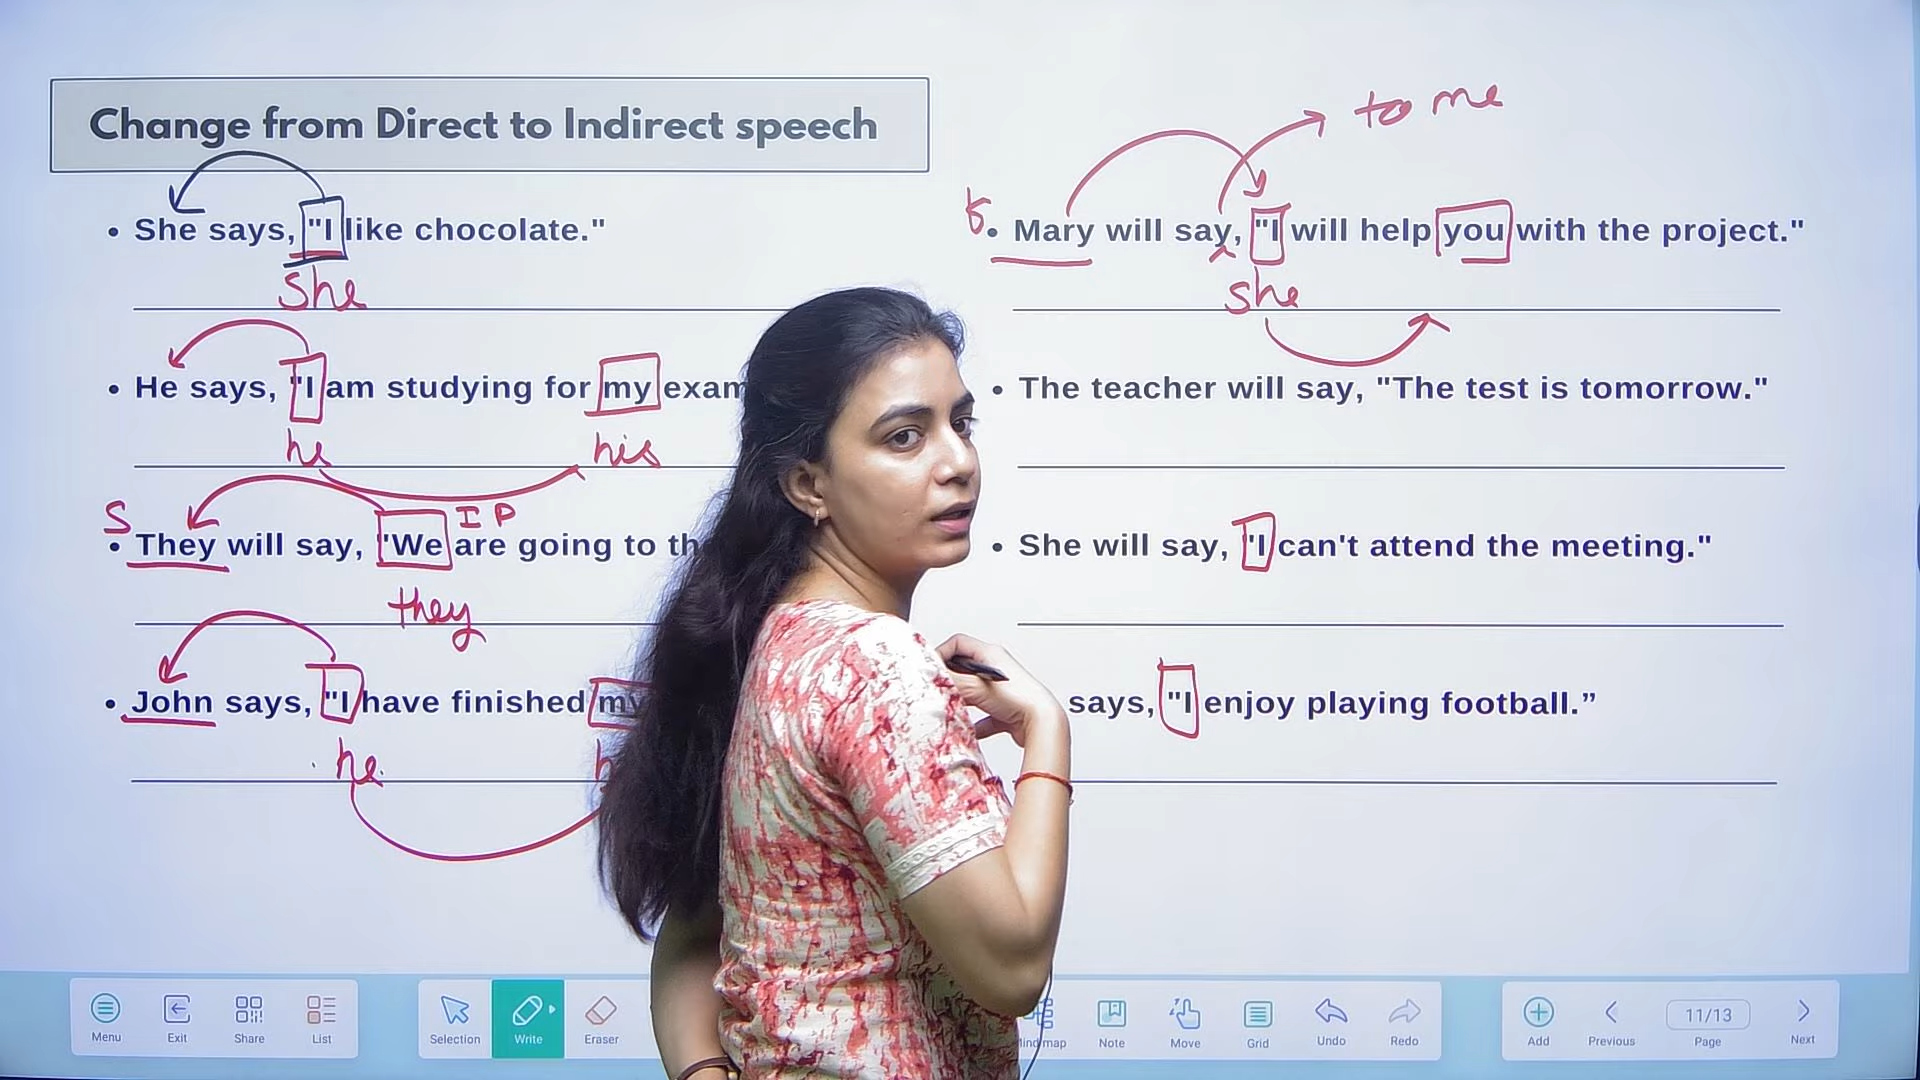 Change from Direct to Indirect speech
• She says, "I like chocolate."
she
• He says, "I am studying for my exam
he his
S I P
• They will say, "We are going to th
they
• John says, "I have finished my
he
to me
• Mary will say, "I will help you with the project."
she
• The teacher will say, "The test is tomorrow."
• She will say, "I can't attend the meeting."
says, "I enjoy playing football.”
Menu Exit Share List Selection Write Eraser Mind map Note Move Grid Undo Redo Add Previous 11/13 Page Next